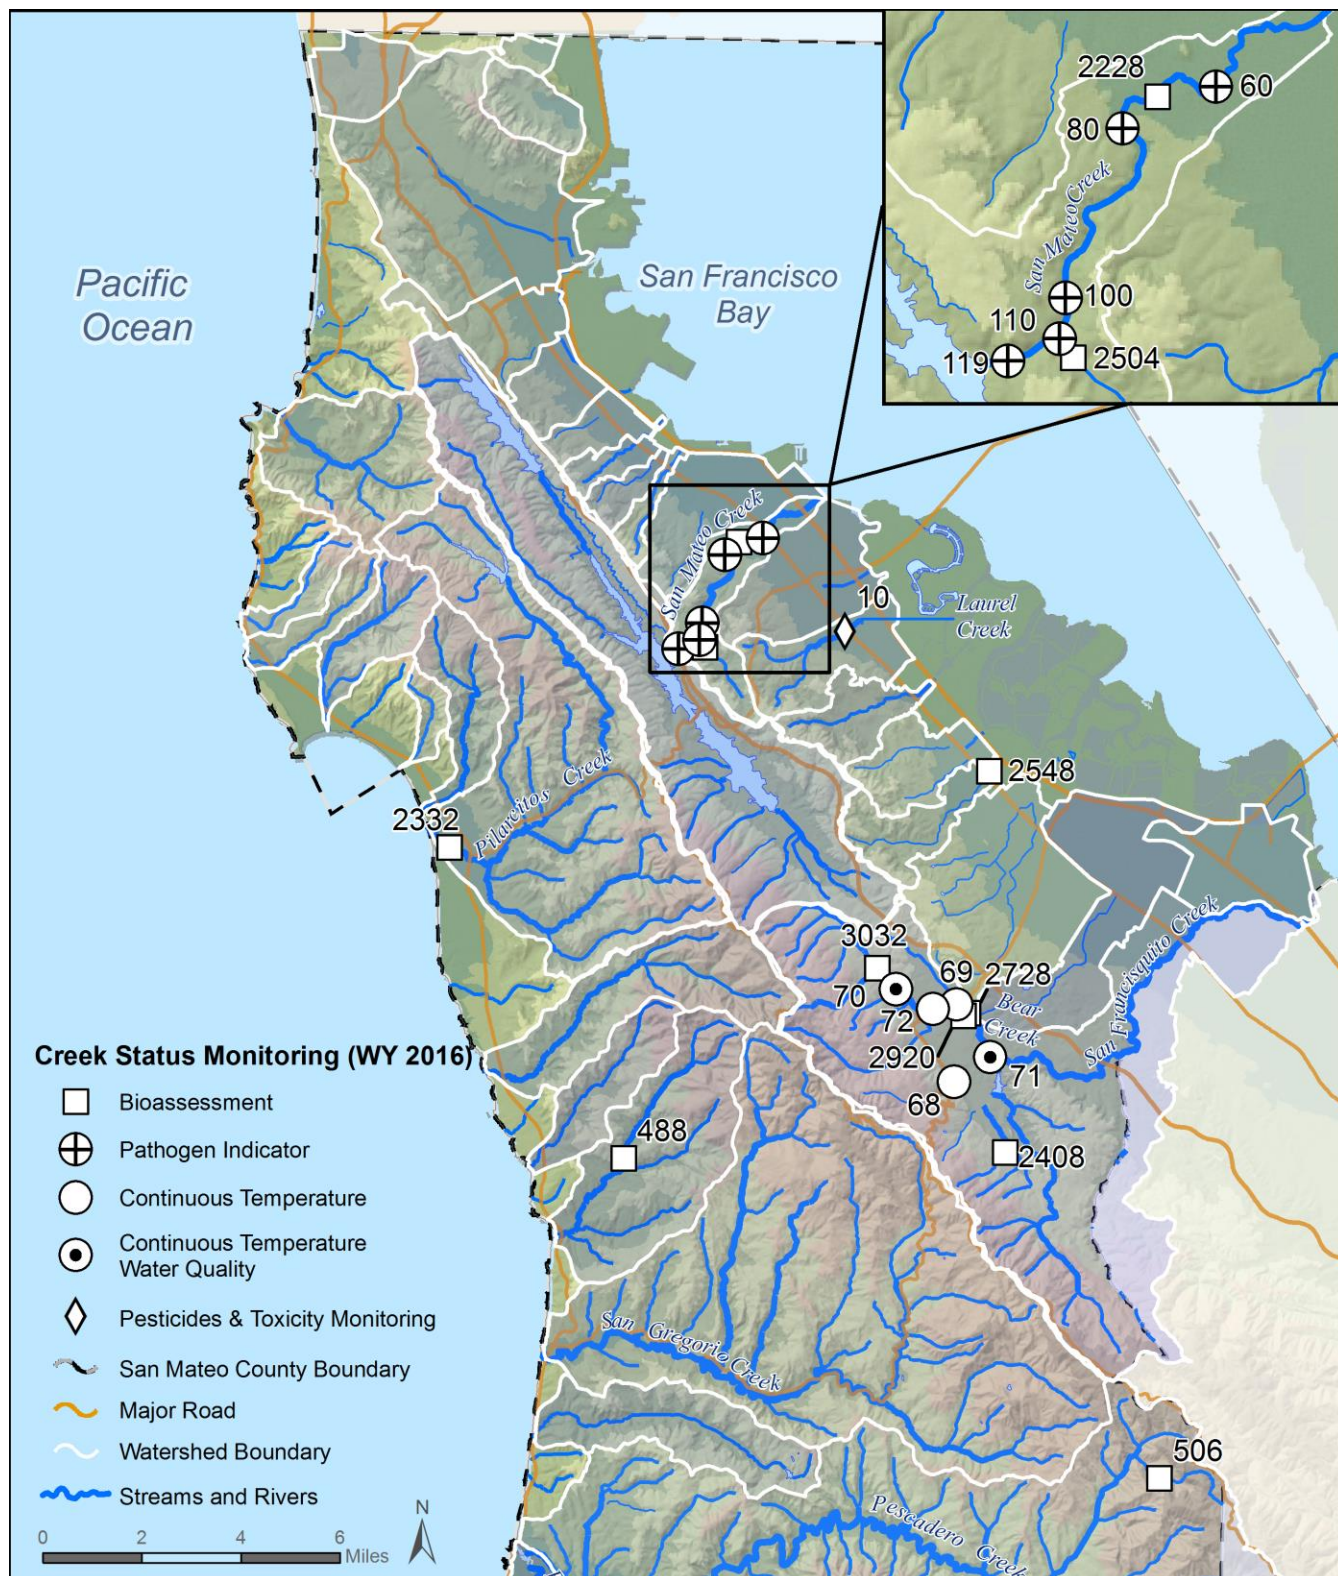 2228
60
80
San Mateo Creek
100
110
119
2504
Pacific
Ocean
San Francisco
Bay
San Mateo Creek
10
Laurel
Creek
2548
2332
Pilarcitos Creek
3032
69
2728
70
72
Bear
Creek
San Francisquito Creek
2920
71
68
488
2408
San Gregorio Creek
506
Pescadero Creek
Creek Status Monitoring (WY 2016)
Bioassessment
Pathogen Indicator
Continuous Temperature
Continuous Temperature
Water Quality
Pesticides & Toxicity Monitoring
San Mateo County Boundary
Major Road
Watershed Boundary
Streams and Rivers
N
0 2 4 6
Miles